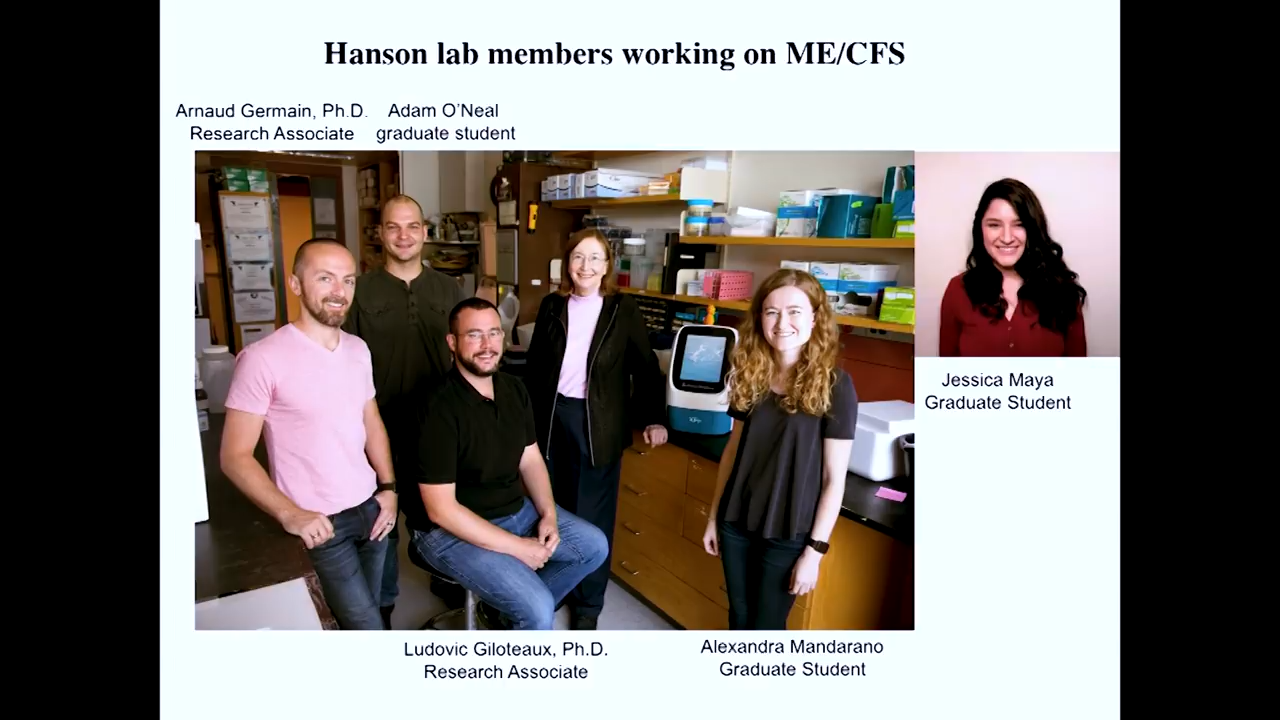 Hanson lab members working on ME/CFS
Arnaud Germain, Ph.D.
Research Associate
Adam O'Neal
graduate student
Jessica Maya
Graduate Student
Ludovic Giloteaux, Ph.D.
Research Associate
Alexandra Mandarano
Graduate Student